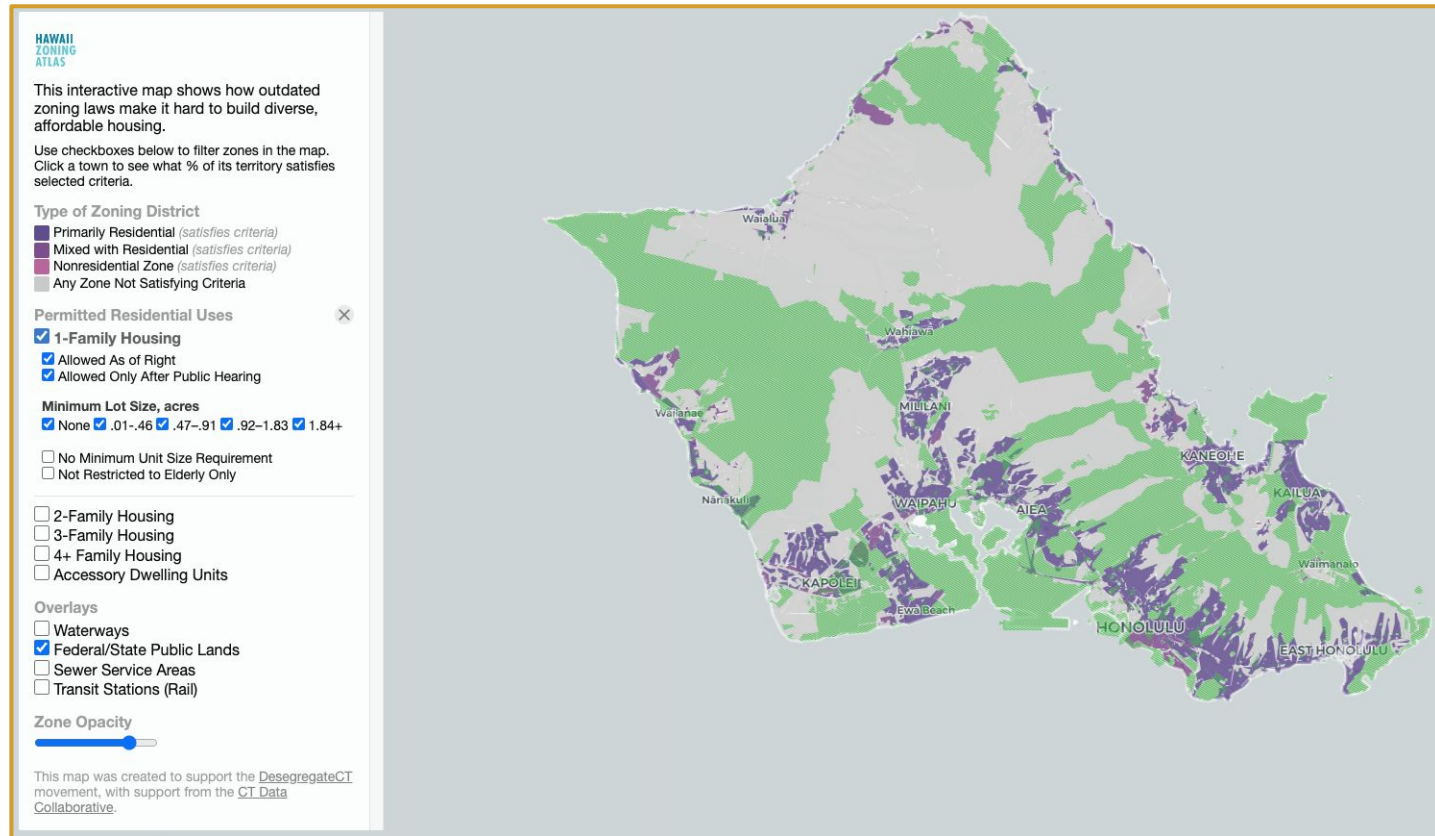 HAWAII
ZONING
ATLAS
This interactive map shows how outdated
zoning laws make it hard to build diverse,
affordable housing.
Use checkboxes below to filter zones in the map.
Click a town to see what % of its territory satisfies
selected criteria.
Type of Zoning District
Primarily Residential (satisfies criteria)
Mixed with Residential (satisfies criteria)
Nonresidential Zone (satisfies criteria)
Any Zone Not Satisfying Criteria
Permitted Residential Uses
1-Family Housing
Allowed As of Right
Allowed Only After Public Hearing
Minimum Lot Size, acres
None .01-.46 .47–.91 .92–1.83 1.84+
No Minimum Unit Size Requirement
Not Restricted to Elderly Only
2-Family Housing
3-Family Housing
4+ Family Housing
Accessory Dwelling Units
Overlays
Waterways
Federal/State Public Lands
Sewer Service Areas
Transit Stations (Rail)
Zone Opacity
This map was created to support the DesegregateCT
movement, with support from the CT Data
Collaborative.
Waialua
Wahiawa
MILILANI
Waianae
KANEOHE
KAILUA
Nānākuli
WAIPAHU
AIEA
Waimanalo
KAPOLEI
Ewa Beach
HONOLULU
EAST HONOLULU